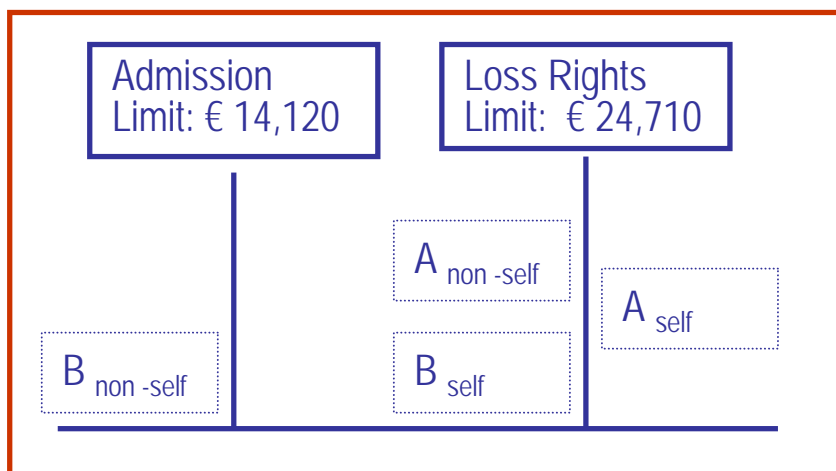 Admission
Limit: € 14,120
Loss Rights
Limit: € 24,710
A non -self
A self
B non -self
B self